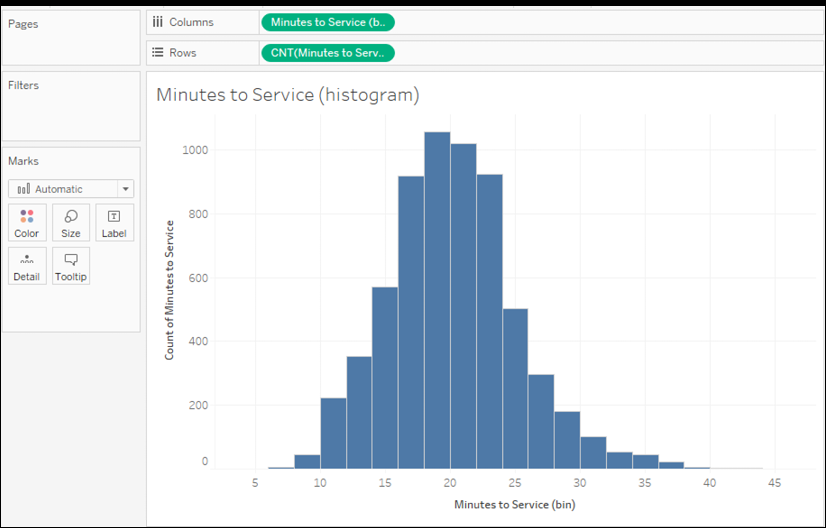 Pages
Columns
Minutes to Service (b..
Rows
CNT(Minutes to Serv..
Filters
Marks
Automatic
Color
Size
Label
Detail
Tooltip
Minutes to Service (histogram)
Count of Minutes to Service
1000
800
600
400
200
0
5 10 15 20 25 30 35 40 45
Minutes to Service (bin)